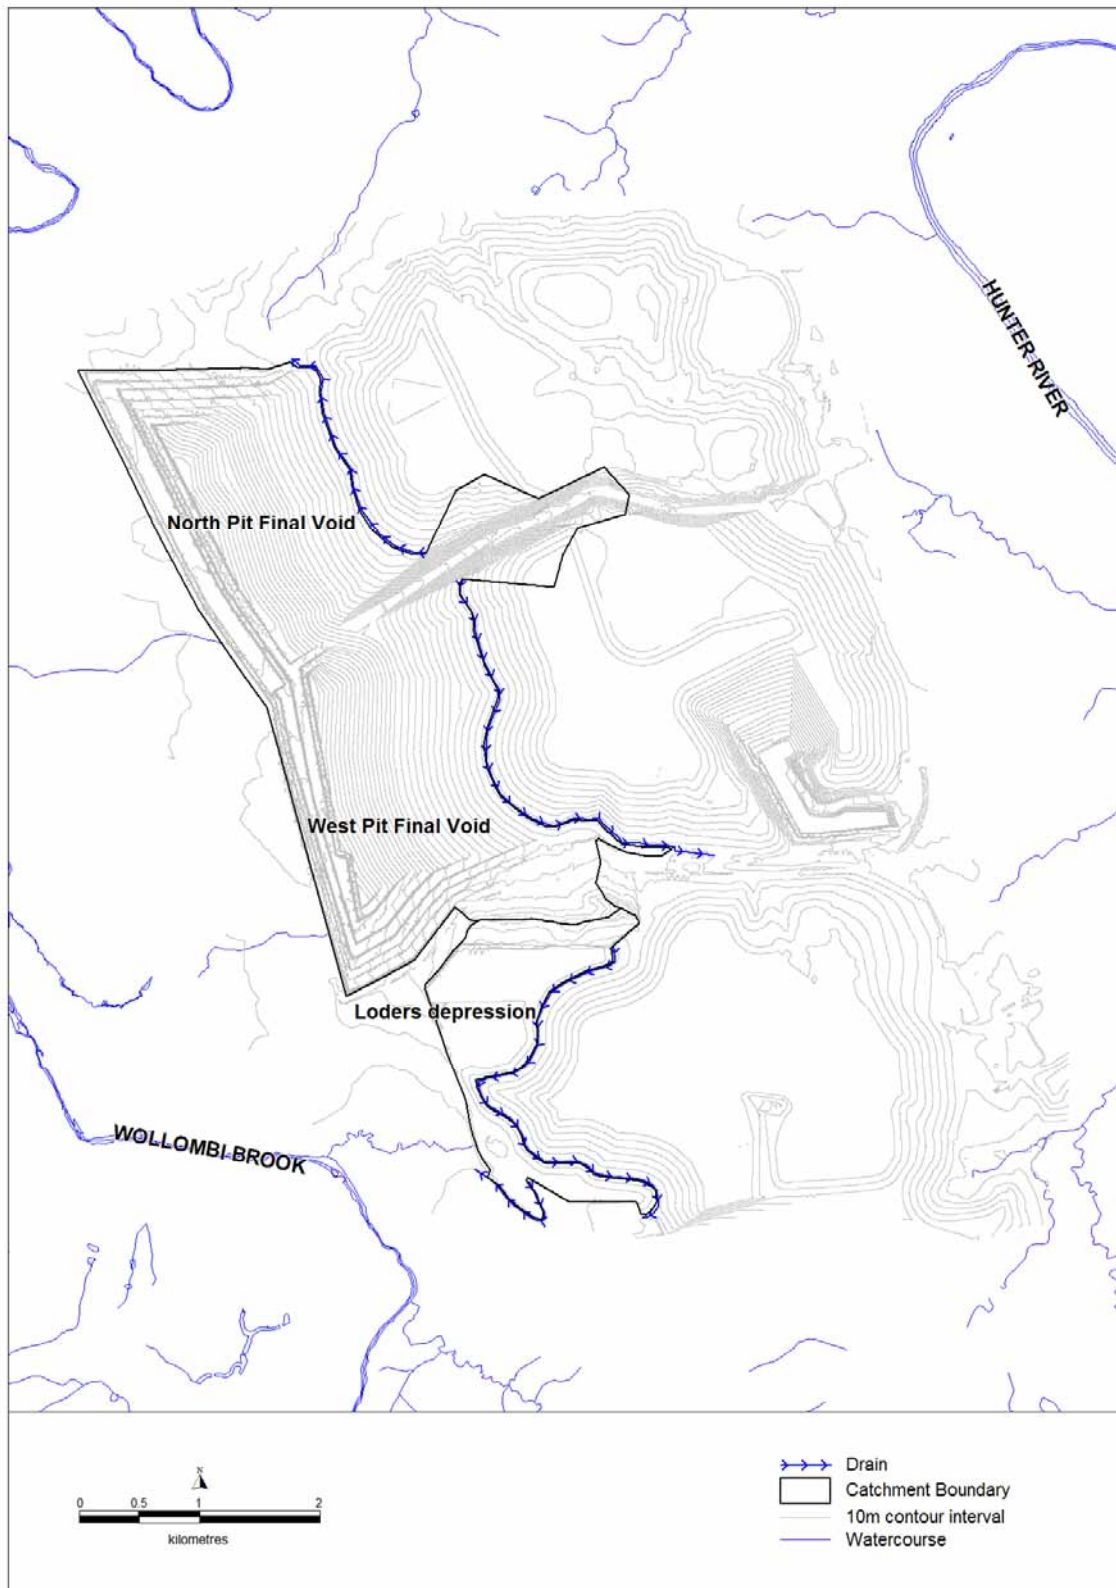 HUNTER RIVER
North Pit Final Void
West Pit Final Void
Loders depression
WOLLOMBI BROOK
N
0 0.5 1 2
kilometres
Drain
Catchment Boundary
10m contour interval
Watercourse